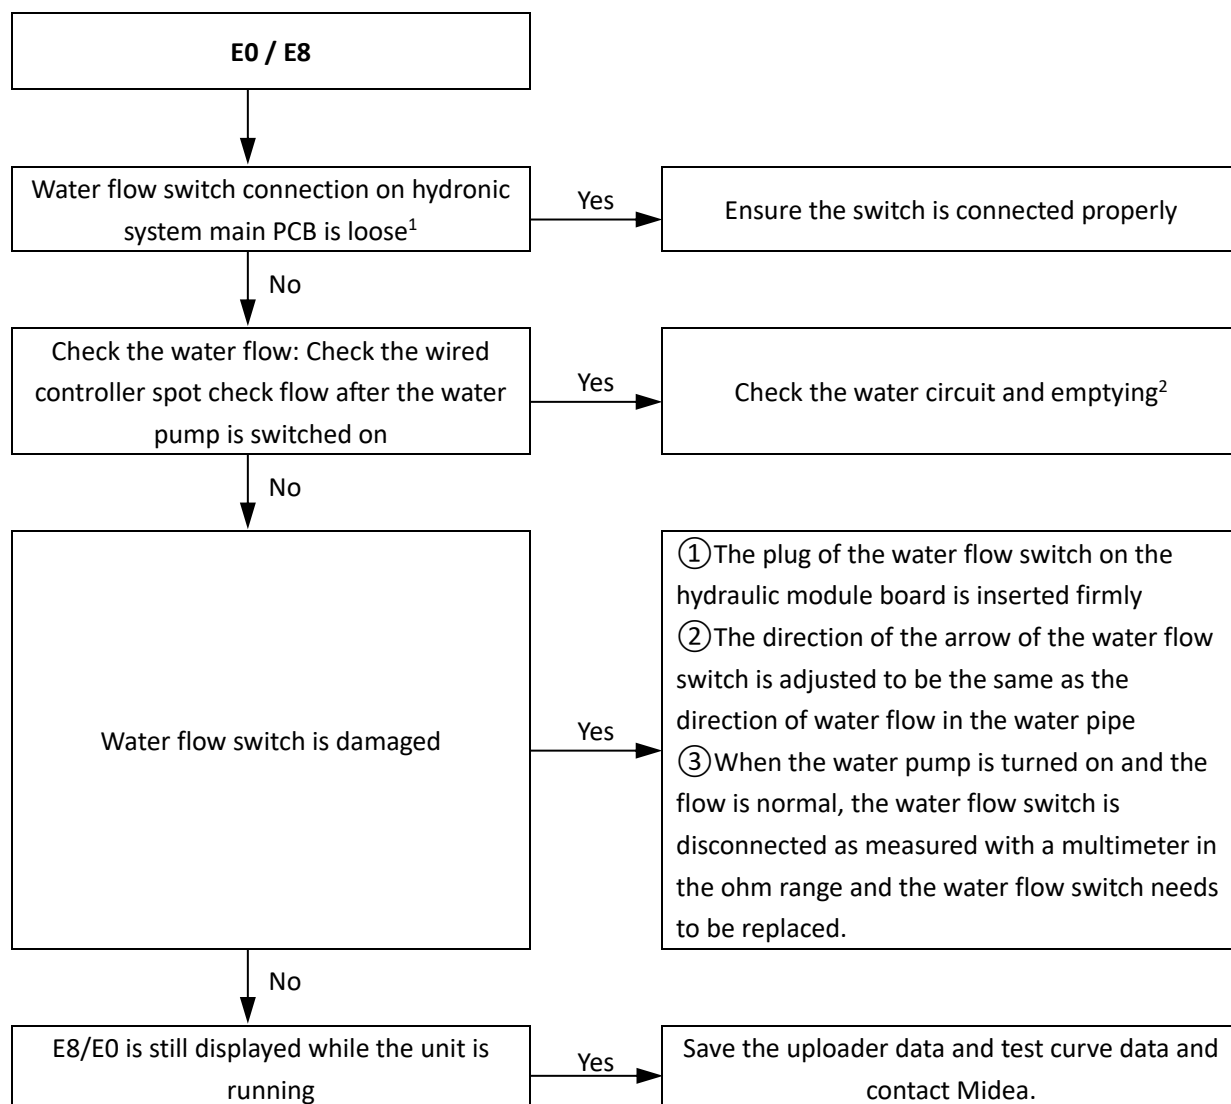 E0 / E8
Water flow switch connection on hydronic
system main PCB is loose1
Yes
Ensure the switch is connected properly
No
Check the water flow: Check the wired
controller spot check flow after the water
pump is switched on
Yes
Check the water circuit and emptying2
No
Water flow switch is damaged
Yes
①The plug of the water flow switch on the
hydraulic module board is inserted firmly
②The direction of the arrow of the water flow
switch is adjusted to be the same as the
direction of water flow in the water pipe
③When the water pump is turned on and the
flow is normal, the water flow switch is
disconnected as measured with a multimeter in
the ohm range and the water flow switch needs
to be replaced.
No
E8/E0 is still displayed while the unit is
running
Yes
Save the uploader data and test curve data and
contact Midea.